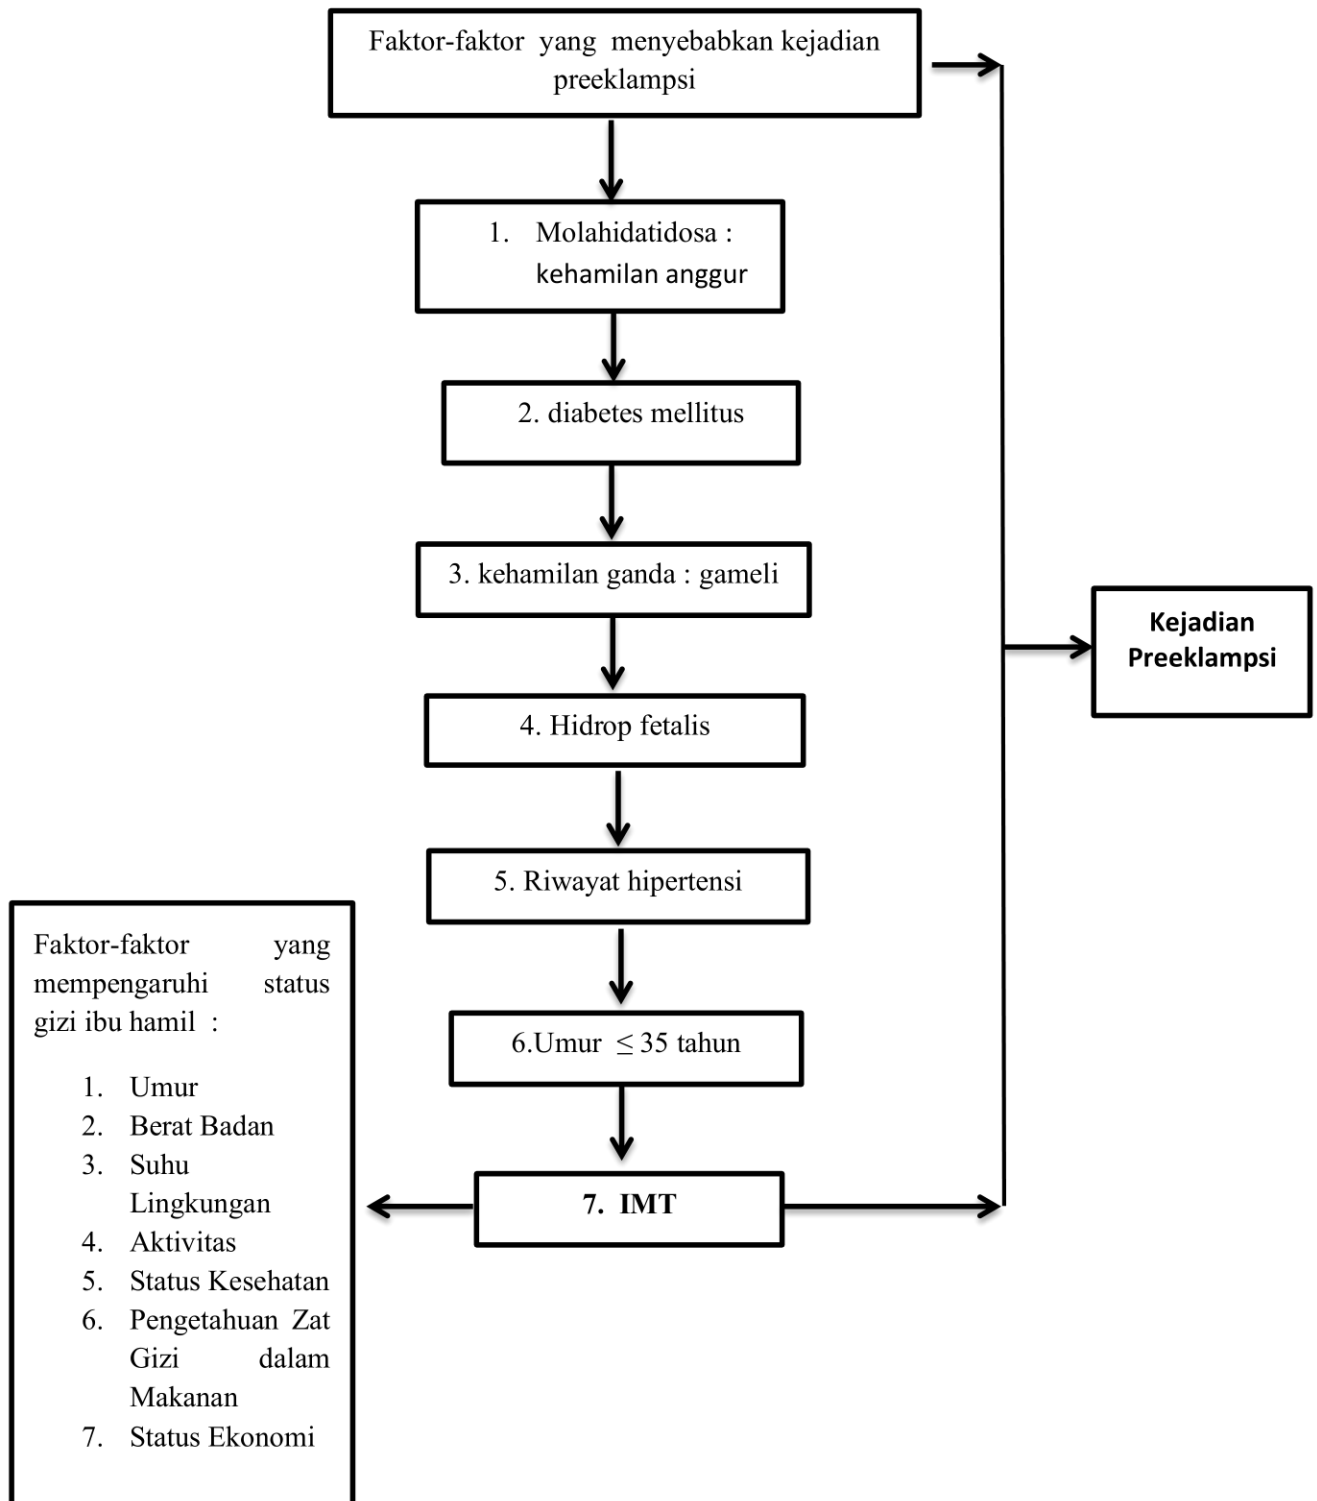 Faktor-faktor yang menyebabkan kejadian
preeklampsi
1. Molahidatidosa :
kehamilan anggur
2. diabetes mellitus
3. kehamilan ganda : gameli
4. Hidrop fetalis
5. Riwayat hipertensi
6.Umur ≤ 35 tahun
7. IMT
Kejadian
Preeklampsi
Faktor-faktor yang
mempengaruhi status
gizi ibu hamil :
1. Umur
2. Berat Badan
3. Suhu
Lingkungan
4. Aktivitas
5. Status Kesehatan
6. Pengetahuan Zat
Gizi dalam
Makanan
7. Status Ekonomi